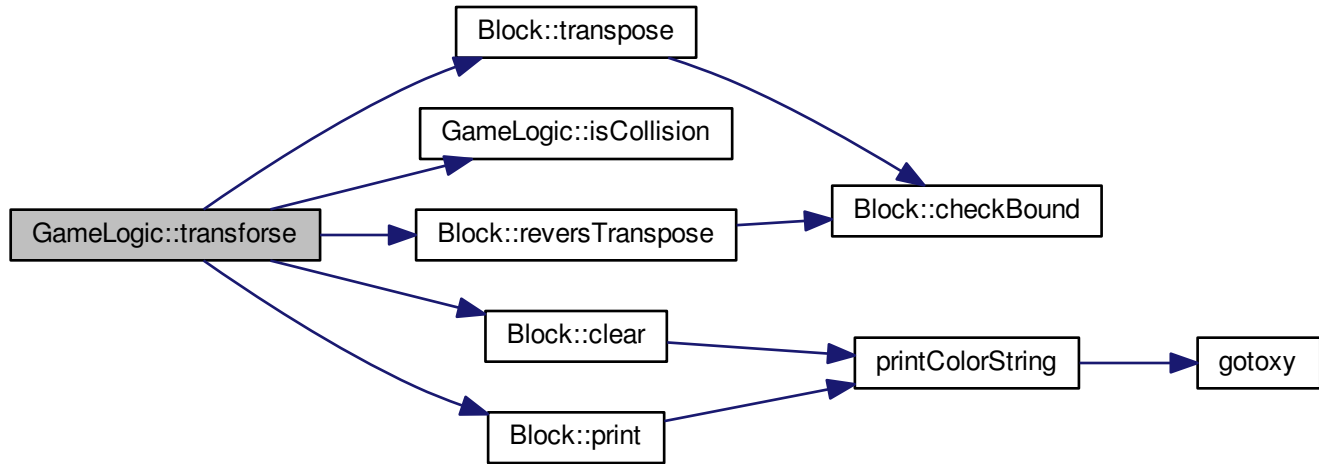 Block::transpose
GameLogic::isCollision
Block::checkBound
GameLogic::transforse
Block::reversTranspose
Block::clear
printColorString
gotoxy
Block::print